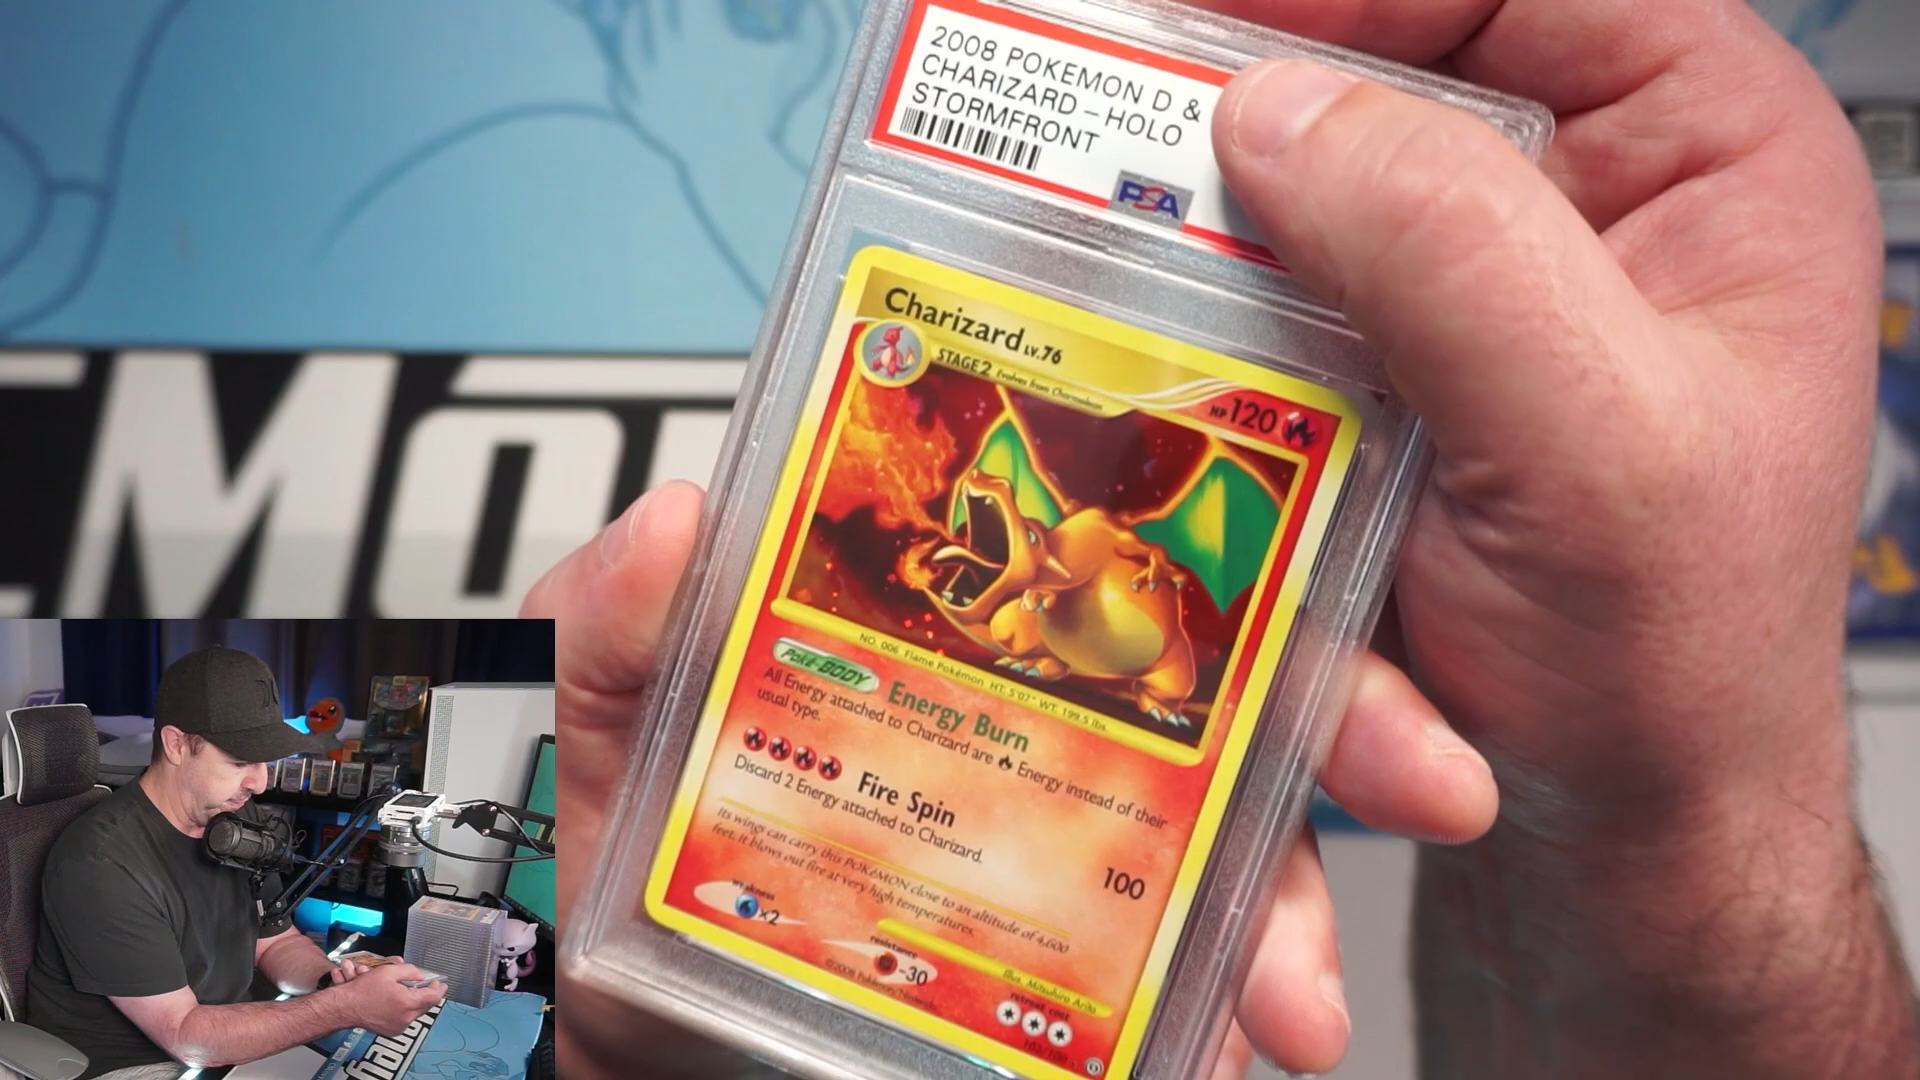 2008 POKEMON D &
CHARIZARD-HOLO
STORMFRONT
PSA
Charizard LV.76
STAGE2 Evolves from Charmeleon
HP 120
NO. 006 Flame Pokémon HT: 5'07" WT: 199.5 lbs.
Poké-BODY Energy Burn
All Energy attached to Charizard are Energy instead of their
usual type.
Fire Spin 100
Discard 2 Energy attached to Charizard.
Its wings can carry this POKéMON close to an altitude of 4,600
feet. It blows out fire at very high temperatures.
weakness
×2
resistance
-30
retreat cost
Illus. Mitsuhiro Arita
©2008 Pokémon/Nintendo
103/100